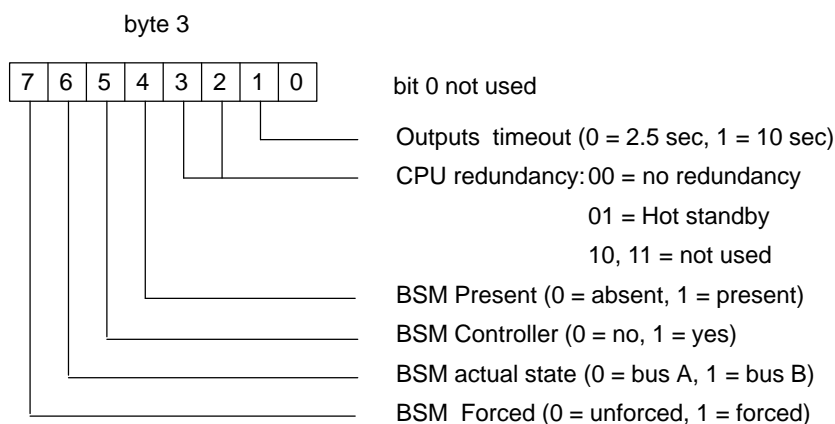 byte 3
7 6 5 4 3 2 1 0
bit 0 not used
Outputs timeout (0 = 2.5 sec, 1 = 10 sec)
CPU redundancy: 00 = no redundancy
01 = Hot standby
10, 11 = not used
BSM Present (0 = absent, 1 = present)
BSM Controller (0 = no, 1 = yes)
BSM actual state (0 = bus A, 1 = bus B)
BSM Forced (0 = unforced, 1 = forced)